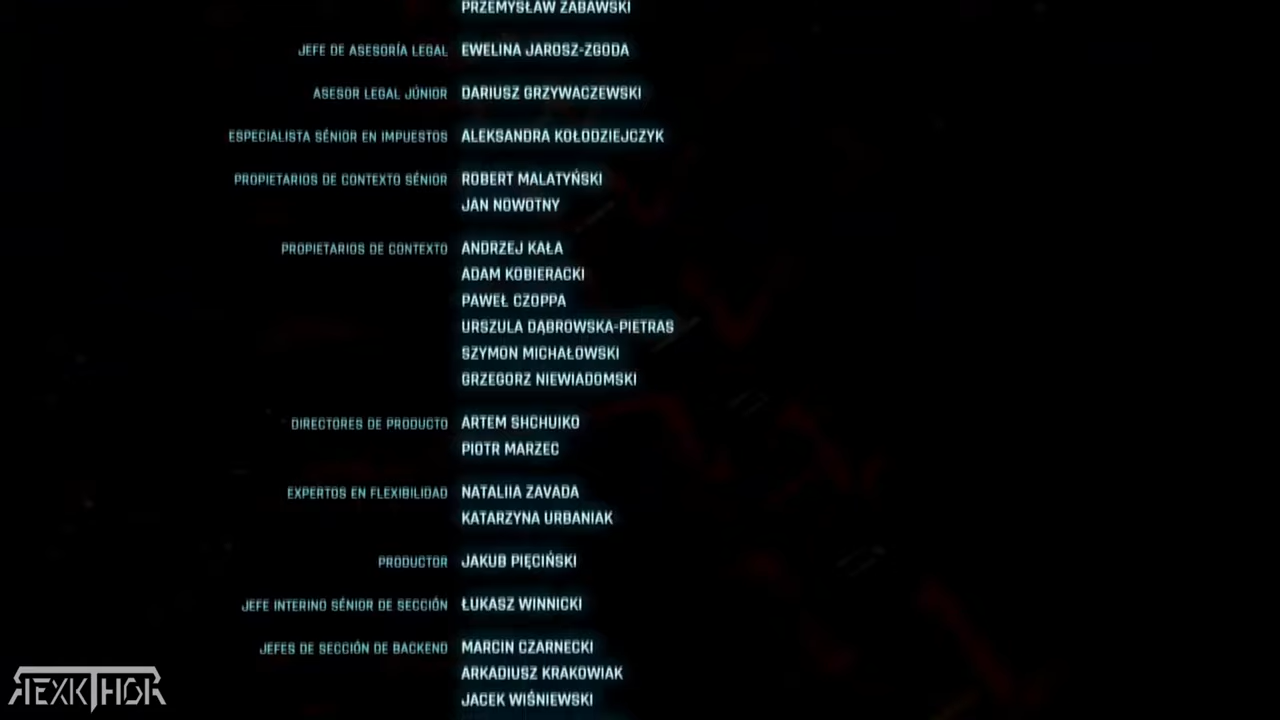 PRZEMYSŁAW ZABAWSKI
JEFE DE ASESORÍA LEGAL EWELINA JAROSZ-ZGODA
ASESOR LEGAL JÚNIOR DARIUSZ GRZYWACZEWSKI
ESPECIALISTA SÉNIOR EN IMPUESTOS ALEKSANDRA KOŁODZIEJCZYK
PROPIETARIOS DE CONTEXTO SÉNIOR ROBERT MALATYŃSKI
JAN NOWOTNY
PROPIETARIOS DE CONTEXTO ANDRZEJ KAŁA
ADAM KOBIERACKI
PAWEŁ CZOPPA
URSZULA DĄBROWSKA-PIETRAS
SZYMON MICHAŁOWSKI
GRZEGORZ NIEWIADOMSKI
DIRECTORES DE PRODUCTO ARTEM SHCHUIKO
PIOTR MARZEC
EXPERTOS EN FLEXIBILIDAD NATALIIA ZAVADA
KATARZYNA URBANIAK
PRODUCTOR JAKUB PIĘCIŃSKI
JEFE INTERINO SÉNIOR DE SECCIÓN ŁUKASZ WINNICKI
JEFES DE SECCIÓN DE BACKEND MARCIN CZARNECKI
ARKADIUSZ KRAKOWIAK
JACEK WIŚNIEWSKI
REXKTHOR